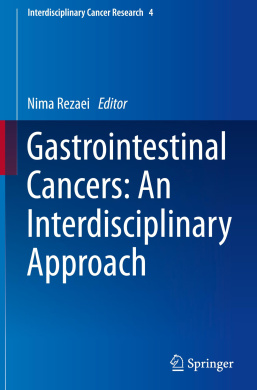 Interdisciplinary Cancer Research 4
Nima Rezaei Editor
Gastrointestinal
Cancers: An
Interdisciplinary
Approach
Springer